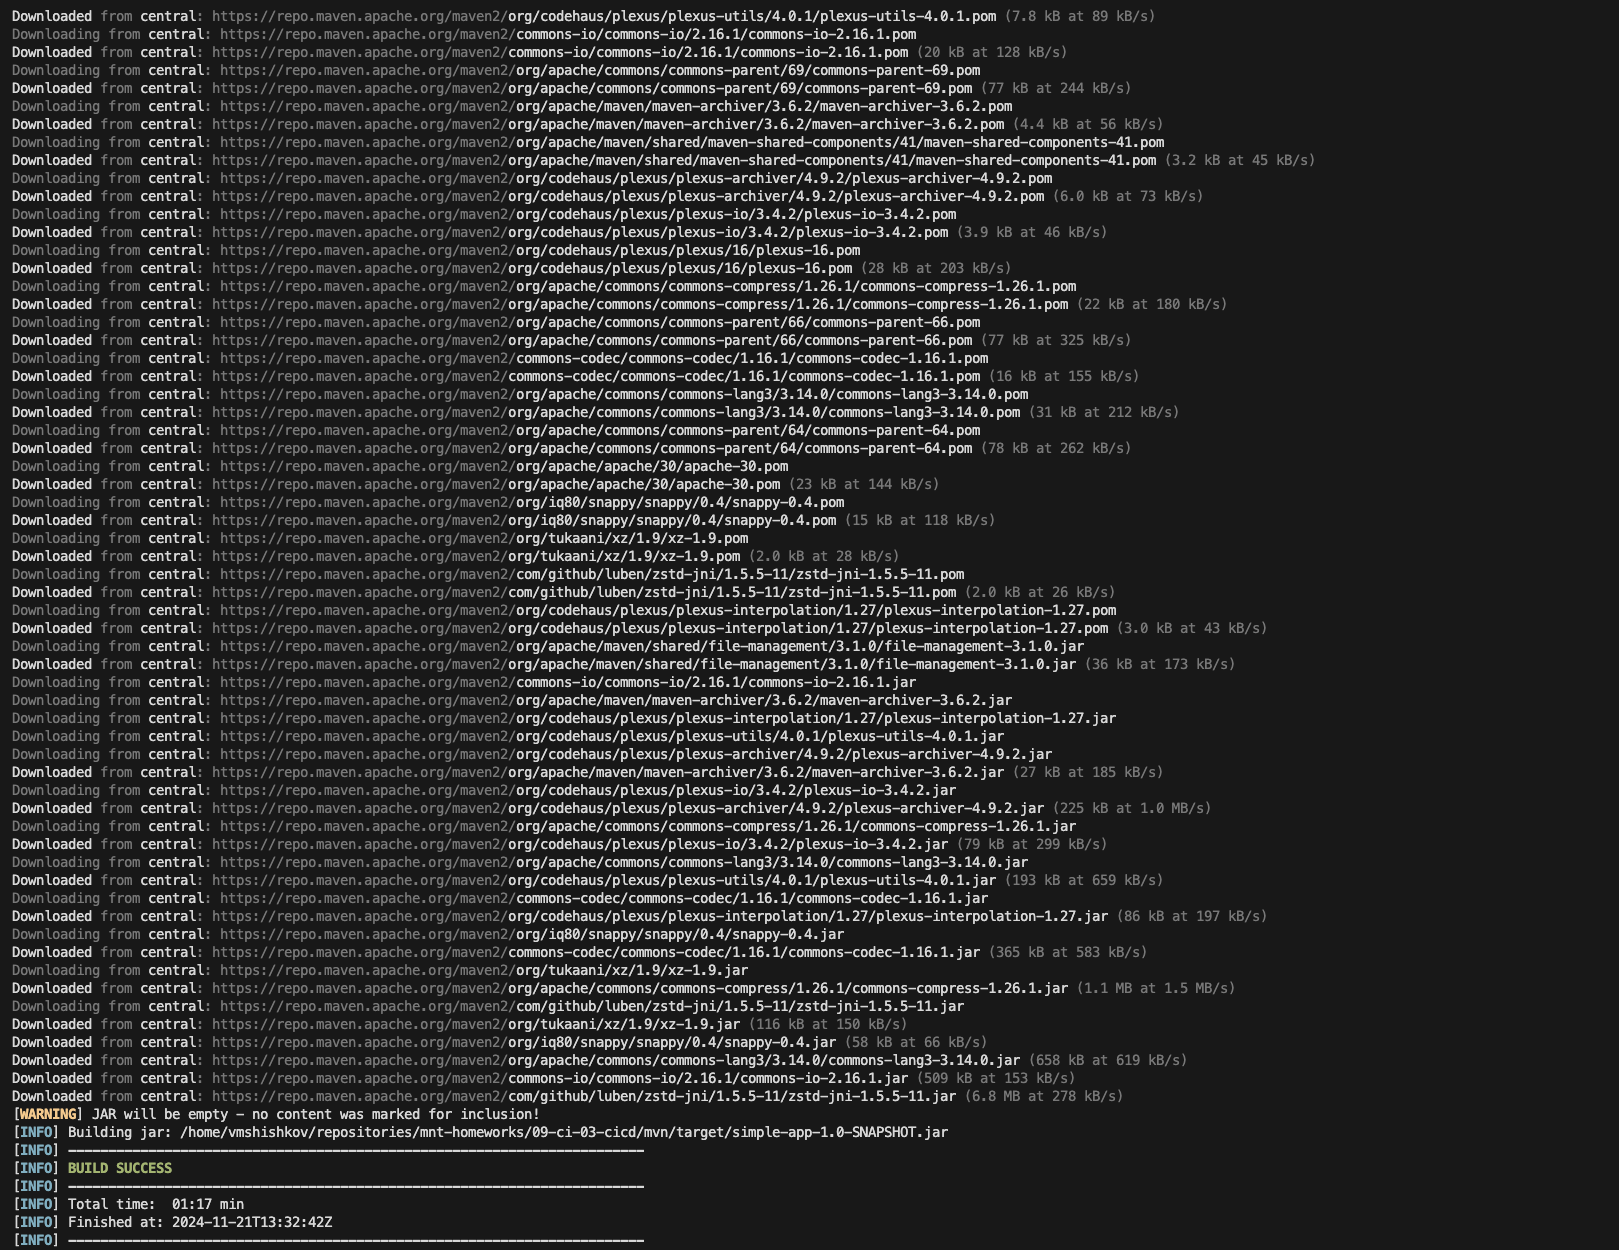 Downloaded from central: https://repo.maven.apache.org/maven2/org/codehaus/plexus/plexus-utils/4.0.1/plexus-utils-4.0.1.pom (7.8 kB at 89 kB/s)
Downloading from central: https://repo.maven.apache.org/maven2/commons-io/commons-io/2.16.1/commons-io-2.16.1.pom
Downloaded from central: https://repo.maven.apache.org/maven2/commons-io/commons-io/2.16.1/commons-io-2.16.1.pom (20 kB at 128 kB/s)
Downloading from central: https://repo.maven.apache.org/maven2/org/apache/commons/commons-parent/69/commons-parent-69.pom
Downloaded from central: https://repo.maven.apache.org/maven2/org/apache/commons/commons-parent/69/commons-parent-69.pom (77 kB at 244 kB/s)
Downloading from central: https://repo.maven.apache.org/maven2/org/apache/maven/maven-archiver/3.6.2/maven-archiver-3.6.2.pom
Downloaded from central: https://repo.maven.apache.org/maven2/org/apache/maven/maven-archiver/3.6.2/maven-archiver-3.6.2.pom (4.4 kB at 56 kB/s)
Downloading from central: https://repo.maven.apache.org/maven2/org/apache/maven/shared/maven-shared-components/41/maven-shared-components-41.pom
Downloaded from central: https://repo.maven.apache.org/maven2/org/apache/maven/shared/maven-shared-components/41/maven-shared-components-41.pom (3.2 kB at 45 kB/s)
Downloading from central: https://repo.maven.apache.org/maven2/org/codehaus/plexus/plexus-archiver/4.9.2/plexus-archiver-4.9.2.pom
Downloaded from central: https://repo.maven.apache.org/maven2/org/codehaus/plexus/plexus-archiver/4.9.2/plexus-archiver-4.9.2.pom (6.0 kB at 73 kB/s)
Downloading from central: https://repo.maven.apache.org/maven2/org/codehaus/plexus/plexus-io/3.4.2/plexus-io-3.4.2.pom
Downloaded from central: https://repo.maven.apache.org/maven2/org/codehaus/plexus/plexus-io/3.4.2/plexus-io-3.4.2.pom (3.9 kB at 46 kB/s)
Downloading from central: https://repo.maven.apache.org/maven2/org/codehaus/plexus/plexus/16/plexus-16.pom
Downloaded from central: https://repo.maven.apache.org/maven2/org/codehaus/plexus/plexus/16/plexus-16.pom (28 kB at 203 kB/s)
Downloading from central: https://repo.maven.apache.org/maven2/org/apache/commons/commons-compress/1.26.1/commons-compress-1.26.1.pom
Downloaded from central: https://repo.maven.apache.org/maven2/org/apache/commons/commons-compress/1.26.1/commons-compress-1.26.1.pom (22 kB at 180 kB/s)
Downloading from central: https://repo.maven.apache.org/maven2/org/apache/commons/commons-parent/66/commons-parent-66.pom
Downloaded from central: https://repo.maven.apache.org/maven2/org/apache/commons/commons-parent/66/commons-parent-66.pom (77 kB at 325 kB/s)
Downloading from central: https://repo.maven.apache.org/maven2/commons-codec/commons-codec/1.16.1/commons-codec-1.16.1.pom
Downloaded from central: https://repo.maven.apache.org/maven2/commons-codec/commons-codec/1.16.1/commons-codec-1.16.1.pom (16 kB at 155 kB/s)
Downloading from central: https://repo.maven.apache.org/maven2/org/apache/commons/commons-lang3/3.14.0/commons-lang3-3.14.0.pom
Downloaded from central: https://repo.maven.apache.org/maven2/org/apache/commons/commons-lang3/3.14.0/commons-lang3-3.14.0.pom (31 kB at 212 kB/s)
Downloading from central: https://repo.maven.apache.org/maven2/org/apache/commons/commons-parent/64/commons-parent-64.pom
Downloaded from central: https://repo.maven.apache.org/maven2/org/apache/commons/commons-parent/64/commons-parent-64.pom (78 kB at 262 kB/s)
Downloading from central: https://repo.maven.apache.org/maven2/org/apache/apache/30/apache-30.pom
Downloaded from central: https://repo.maven.apache.org/maven2/org/apache/apache/30/apache-30.pom (23 kB at 144 kB/s)
Downloading from central: https://repo.maven.apache.org/maven2/org/iq80/snappy/snappy/0.4/snappy-0.4.pom
Downloaded from central: https://repo.maven.apache.org/maven2/org/iq80/snappy/snappy/0.4/snappy-0.4.pom (15 kB at 118 kB/s)
Downloading from central: https://repo.maven.apache.org/maven2/org/tukaani/xz/1.9/xz-1.9.pom
Downloaded from central: https://repo.maven.apache.org/maven2/org/tukaani/xz/1.9/xz-1.9.pom (2.0 kB at 28 kB/s)
Downloading from central: https://repo.maven.apache.org/maven2/com/github/luben/zstd-jni/1.5.5-11/zstd-jni-1.5.5-11.pom
Downloaded from central: https://repo.maven.apache.org/maven2/com/github/luben/zstd-jni/1.5.5-11/zstd-jni-1.5.5-11.pom (2.0 kB at 26 kB/s)
Downloading from central: https://repo.maven.apache.org/maven2/org/codehaus/plexus/plexus-interpolation/1.27/plexus-interpolation-1.27.pom
Downloaded from central: https://repo.maven.apache.org/maven2/org/codehaus/plexus/plexus-interpolation/1.27/plexus-interpolation-1.27.pom (3.0 kB at 43 kB/s)
Downloading from central: https://repo.maven.apache.org/maven2/org/apache/maven/shared/file-management/3.1.0/file-management-3.1.0.jar
Downloaded from central: https://repo.maven.apache.org/maven2/org/apache/maven/shared/file-management/3.1.0/file-management-3.1.0.jar (36 kB at 173 kB/s)
Downloading from central: https://repo.maven.apache.org/maven2/commons-io/commons-io/2.16.1/commons-io-2.16.1.jar
Downloading from central: https://repo.maven.apache.org/maven2/org/apache/maven/maven-archiver/3.6.2/maven-archiver-3.6.2.jar
Downloading from central: https://repo.maven.apache.org/maven2/org/codehaus/plexus/plexus-interpolation/1.27/plexus-interpolation-1.27.jar
Downloading from central: https://repo.maven.apache.org/maven2/org/codehaus/plexus/plexus-utils/4.0.1/plexus-utils-4.0.1.jar
Downloading from central: https://repo.maven.apache.org/maven2/org/codehaus/plexus/plexus-archiver/4.9.2/plexus-archiver-4.9.2.jar
Downloaded from central: https://repo.maven.apache.org/maven2/org/apache/maven/maven-archiver/3.6.2/maven-archiver-3.6.2.jar (27 kB at 185 kB/s)
Downloading from central: https://repo.maven.apache.org/maven2/org/codehaus/plexus/plexus-io/3.4.2/plexus-io-3.4.2.jar
Downloaded from central: https://repo.maven.apache.org/maven2/org/codehaus/plexus/plexus-archiver/4.9.2/plexus-archiver-4.9.2.jar (225 kB at 1.0 MB/s)
Downloading from central: https://repo.maven.apache.org/maven2/org/apache/commons/commons-compress/1.26.1/commons-compress-1.26.1.jar
Downloaded from central: https://repo.maven.apache.org/maven2/org/codehaus/plexus/plexus-io/3.4.2/plexus-io-3.4.2.jar (79 kB at 299 kB/s)
Downloading from central: https://repo.maven.apache.org/maven2/org/apache/commons/commons-lang3/3.14.0/commons-lang3-3.14.0.jar
Downloaded from central: https://repo.maven.apache.org/maven2/org/codehaus/plexus/plexus-utils/4.0.1/plexus-utils-4.0.1.jar (193 kB at 659 kB/s)
Downloading from central: https://repo.maven.apache.org/maven2/commons-codec/commons-codec/1.16.1/commons-codec-1.16.1.jar
Downloaded from central: https://repo.maven.apache.org/maven2/org/codehaus/plexus/plexus-interpolation/1.27/plexus-interpolation-1.27.jar (86 kB at 197 kB/s)
Downloading from central: https://repo.maven.apache.org/maven2/org/iq80/snappy/snappy/0.4/snappy-0.4.jar
Downloaded from central: https://repo.maven.apache.org/maven2/commons-codec/commons-codec/1.16.1/commons-codec-1.16.1.jar (365 kB at 583 kB/s)
Downloading from central: https://repo.maven.apache.org/maven2/org/tukaani/xz/1.9/xz-1.9.jar
Downloaded from central: https://repo.maven.apache.org/maven2/org/apache/commons/commons-compress/1.26.1/commons-compress-1.26.1.jar (1.1 MB at 1.5 MB/s)
Downloading from central: https://repo.maven.apache.org/maven2/com/github/luben/zstd-jni/1.5.5-11/zstd-jni-1.5.5-11.jar
Downloaded from central: https://repo.maven.apache.org/maven2/org/tukaani/xz/1.9/xz-1.9.jar (116 kB at 150 kB/s)
Downloaded from central: https://repo.maven.apache.org/maven2/org/iq80/snappy/snappy/0.4/snappy-0.4.jar (58 kB at 66 kB/s)
Downloaded from central: https://repo.maven.apache.org/maven2/org/apache/commons/commons-lang3/3.14.0/commons-lang3-3.14.0.jar (658 kB at 619 kB/s)
Downloaded from central: https://repo.maven.apache.org/maven2/commons-io/commons-io/2.16.1/commons-io-2.16.1.jar (509 kB at 153 kB/s)
Downloaded from central: https://repo.maven.apache.org/maven2/com/github/luben/zstd-jni/1.5.5-11/zstd-jni-1.5.5-11.jar (6.8 MB at 278 kB/s)
[WARNING] JAR will be empty - no content was marked for inclusion!
[INFO] Building jar: /home/vmshishkov/repositories/mnt-homeworks/09-ci-03-cicd/mvn/target/simple-app-1.0-SNAPSHOT.jar
[INFO] ------------------------------------------------------------------------
[INFO] BUILD SUCCESS
[INFO] ------------------------------------------------------------------------
[INFO] Total time:  01:17 min
[INFO] Finished at: 2024-11-21T13:32:42Z
[INFO] ------------------------------------------------------------------------